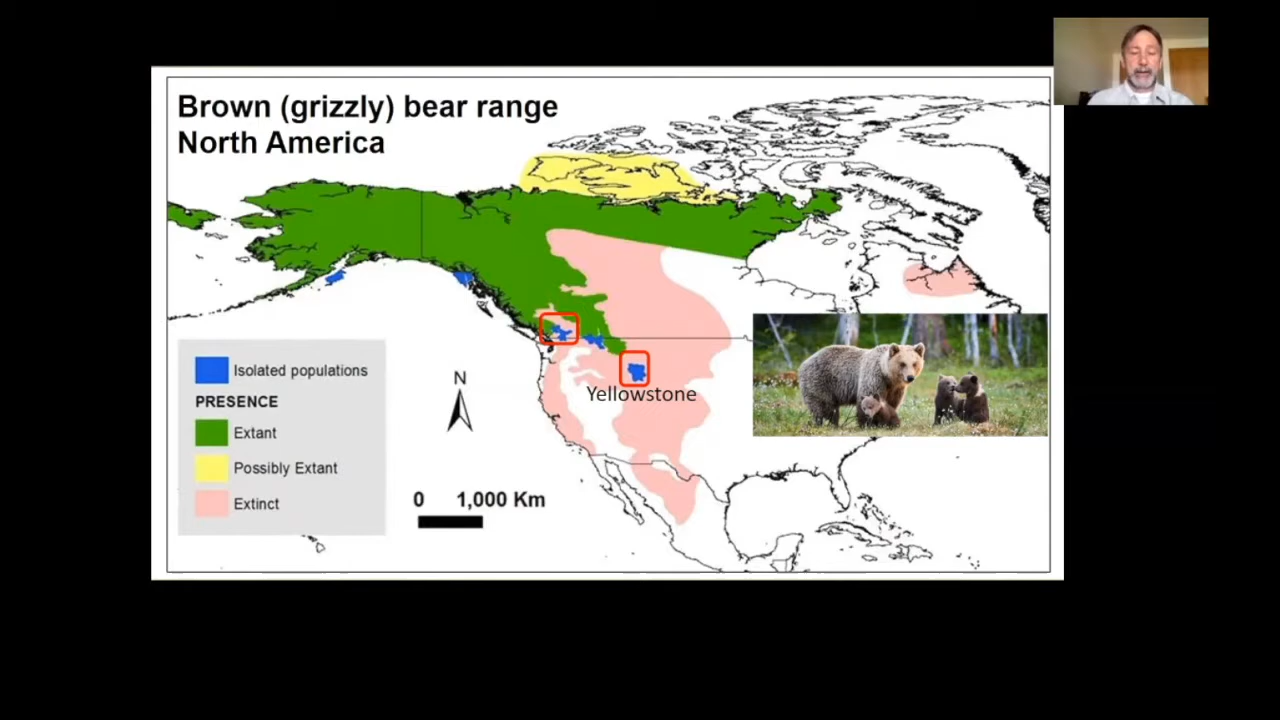 Brown (grizzly) bear range
North America
Isolated populations
PRESENCE
Extant
Possibly Extant
Extinct
N
0 1,000 Km
Yellowstone